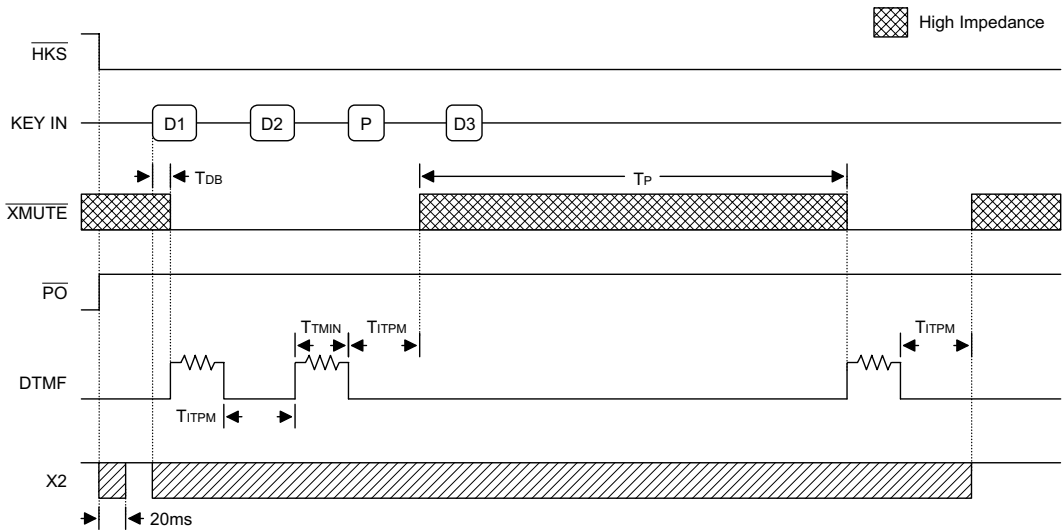 High Impedance
HKS
KEY IN
D1
D2
P
D3
TDB
TP
XMUTE
PO
TTMIN
TITPM
TITPM
DTMF
TITPM
X2
20ms